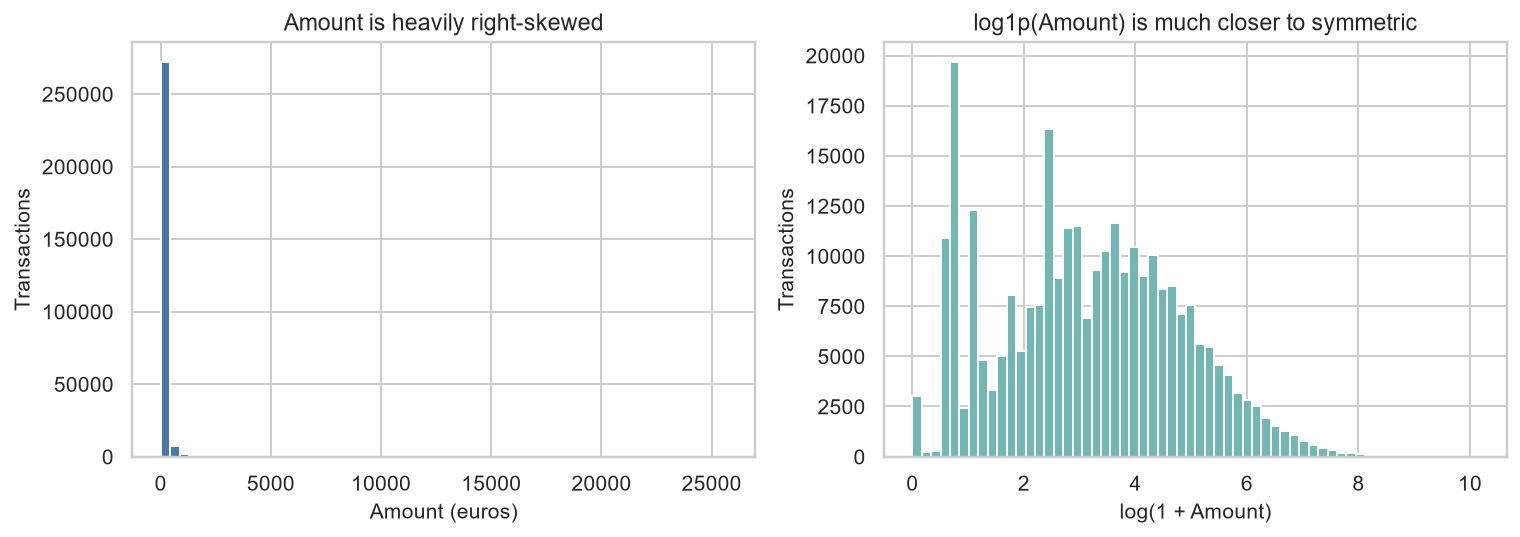 Amount is heavily right-skewed
250000
200000
150000
100000
50000
0
Transactions
0 5000 10000 15000 20000 25000
Amount (euros)
log1p(Amount) is much closer to symmetric
20000
17500
15000
12500
10000
7500
5000
2500
0
Transactions
0 2 4 6 8 10
log(1 + Amount)